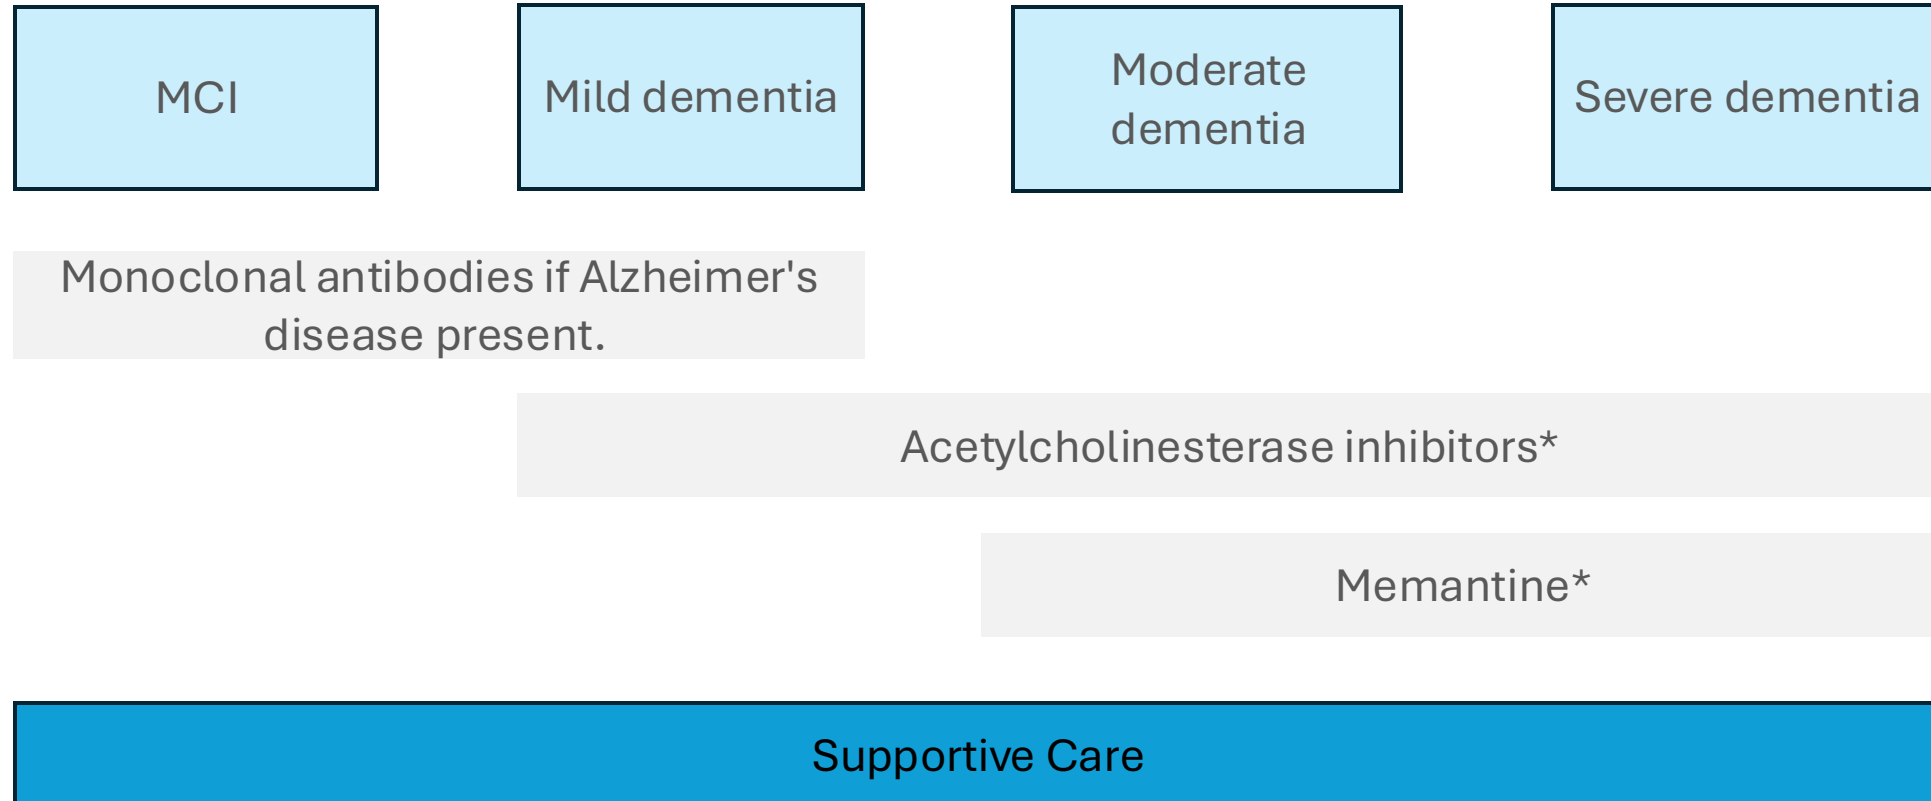 MCI
Mild dementia
Moderate
dementia
Severe dementia
Monoclonal antibodies if Alzheimer's
disease present.
Acetylcholinesterase inhibitors*
Memantine*
Supportive Care